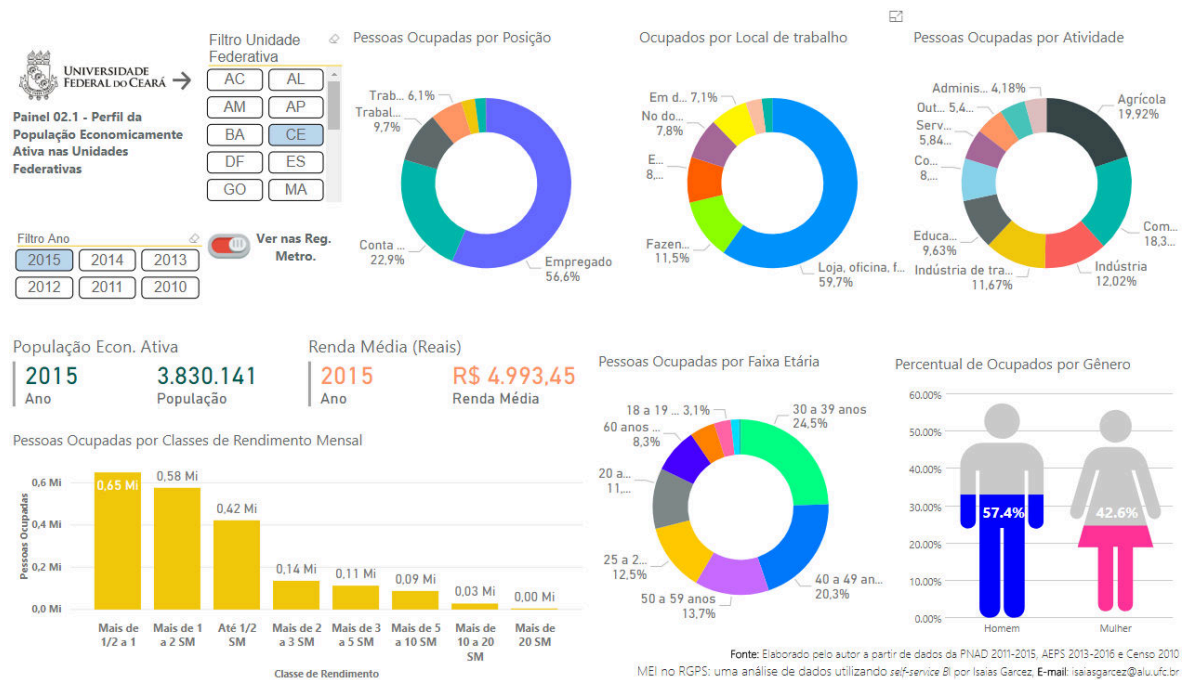 UNIVERSIDADE
FEDERAL DO CEARÁ
Painel 02.1 - Perfil da
População Economicamente
Ativa nas Unidades
Federativas
Filtro Unidade
Federativa
AC AL
AM AP
BA CE
DF ES
GO MA
Filtro Ano
2015 2014 2013
2012 2011 2010
Ver nas Reg.
Metro.
Pessoas Ocupadas por Posição
Trab... 6,1%
Trabal...
9,7%
Conta ...
22,9%
Empregado
56,6%
Ocupados por Local de trabalho
Em d... 7,1%
No do...
7,8%
E...
8,...
Fazen...
11,5%
Loja, oficina, f...
59,7%
Pessoas Ocupadas por Atividade
Adminis... 4,18%
Out... 5,4...
Serv...
5,84...
Co...
8,...
Educa...
9,63%
Indústria de tra...
11,67%
Indústria
12,02%
Com...
18,3...
Agrícola
19,92%
População Econ. Ativa
2015 3.830.141
Ano População
Renda Média (Reais)
2015 R$ 4.993,45
Ano Renda Média
Pessoas Ocupadas por Classes de Rendimento Mensal
Pessoas Ocupadas
0,6 Mi
0,4 Mi
0,2 Mi
0,0 Mi
0,65 Mi
0,58 Mi
0,42 Mi
0,14 Mi
0,11 Mi
0,09 Mi
0,03 Mi
0,00 Mi
Mais de
1/2 a 1
Mais de 1
a 2 SM
Até 1/2
SM
Mais de 2
a 3 SM
Mais de 3
a 5 SM
Mais de 5
a 10 SM
Mais de
10 a 20
SM
Mais de
20 SM
Classe de Rendimento
Pessoas Ocupadas por Faixa Etária
18 a 19 ... 3,1%
60 anos ...
8,3%
20 a...
11,...
25 a 2...
12,5%
50 a 59 anos
13,7%
40 a 49 an...
20,3%
30 a 39 anos
24,5%
Percentual de Ocupados por Gênero
60.00%
50.00%
40.00%
30.00%
20.00%
10.00%
0.00%
57.4%
42.6%
Homem
Mulher
Fonte: Elaborado pelo autor a partir de dados da PNAD 2011-2015, AEPS 2013-2016 e Censo 2010
MEI no RGPS: uma análise de dados utilizando self-service BI por Isaias Garcez, E-mail: isaiasgarcez@alu.ufc.br